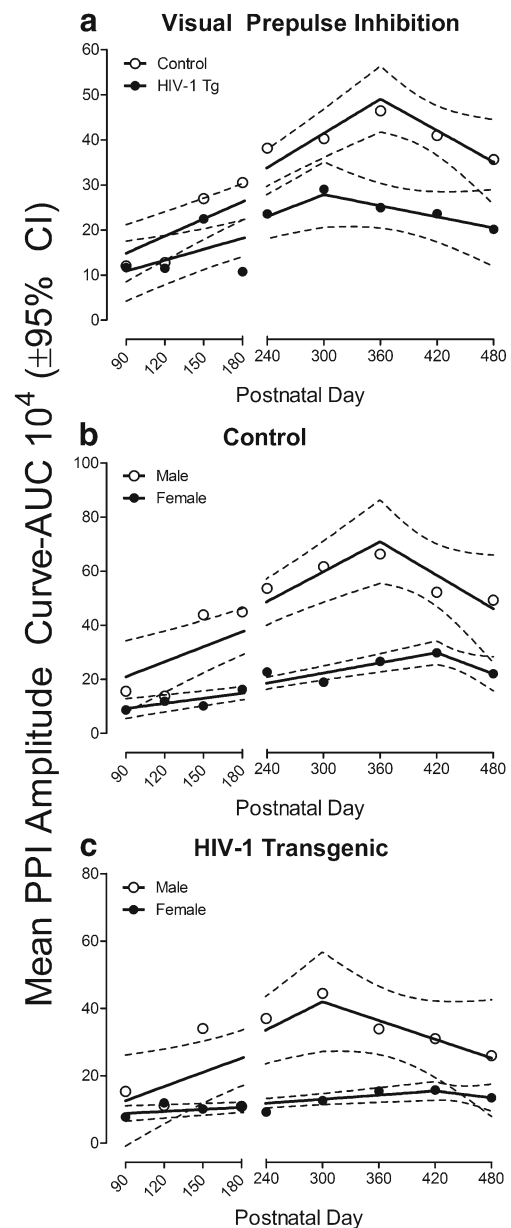 Mean PPI Amplitude Curve-AUC 10⁴ (±95% CI)
a Visual Prepulse Inhibition
60
50
40
30
20
10
0
Control
HIV-1 Tg
90 120 150 180 240 300 360 420 480
Postnatal Day
b Control
100
80
60
40
20
0
Male
Female
90 120 150 180 240 300 360 420 480
Postnatal Day
c HIV-1 Transgenic
80
60
40
20
0
Male
Female
90 120 150 180 240 300 360 420 480
Postnatal Day